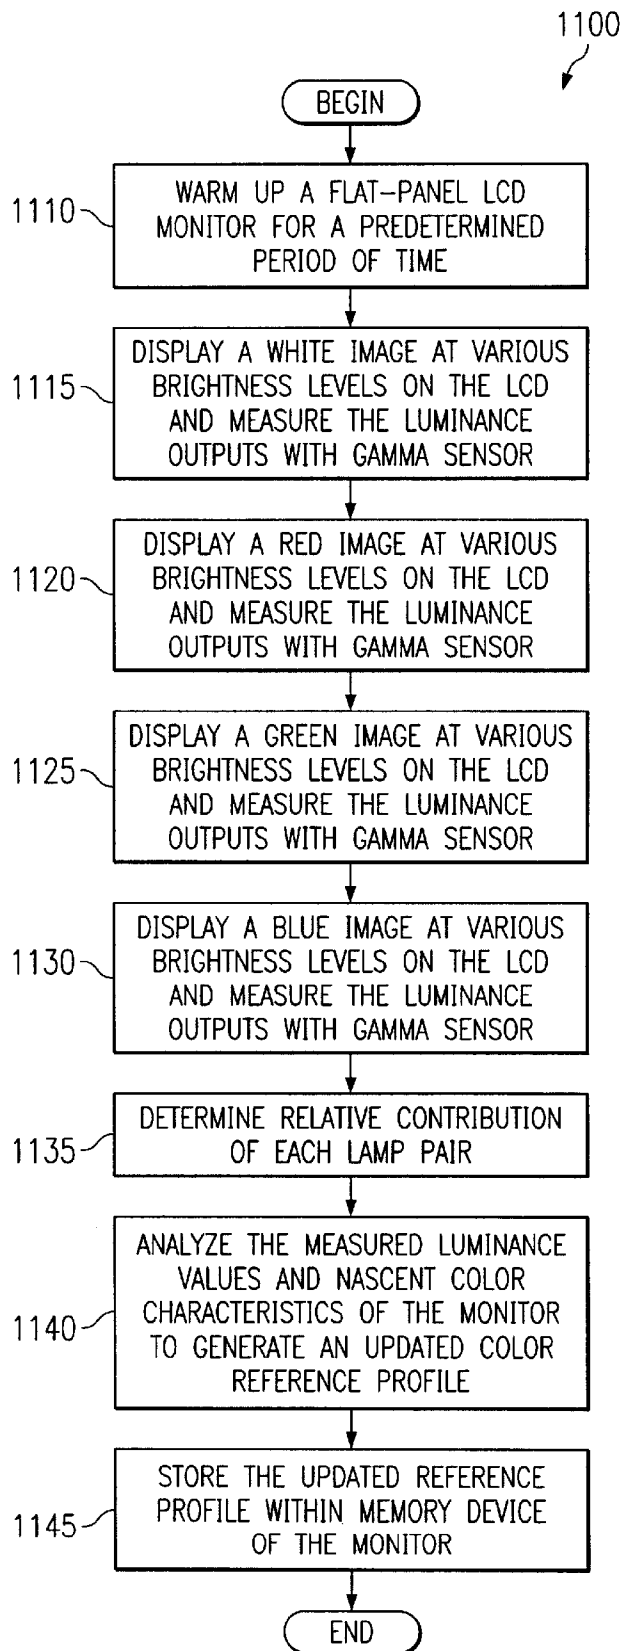 1100
BEGIN
1110
WARM UP A FLAT-PANEL LCD
MONITOR FOR A PREDETERMINED
PERIOD OF TIME
1115
DISPLAY A WHITE IMAGE AT VARIOUS
BRIGHTNESS LEVELS ON THE LCD
AND MEASURE THE LUMINANCE
OUTPUTS WITH GAMMA SENSOR
1120
DISPLAY A RED IMAGE AT VARIOUS
BRIGHTNESS LEVELS ON THE LCD
AND MEASURE THE LUMINANCE
OUTPUTS WITH GAMMA SENSOR
1125
DISPLAY A GREEN IMAGE AT VARIOUS
BRIGHTNESS LEVELS ON THE LCD
AND MEASURE THE LUMINANCE
OUTPUTS WITH GAMMA SENSOR
1130
DISPLAY A BLUE IMAGE AT VARIOUS
BRIGHTNESS LEVELS ON THE LCD
AND MEASURE THE LUMINANCE
OUTPUTS WITH GAMMA SENSOR
1135
DETERMINE RELATIVE CONTRIBUTION
OF EACH LAMP PAIR
1140
ANALYZE THE MEASURED LUMINANCE
VALUES AND NASCENT COLOR
CHARACTERISTICS OF THE MONITOR
TO GENERATE AN UPDATED COLOR
REFERENCE PROFILE
1145
STORE THE UPDATED REFERENCE
PROFILE WITHIN MEMORY DEVICE
OF THE MONITOR
END